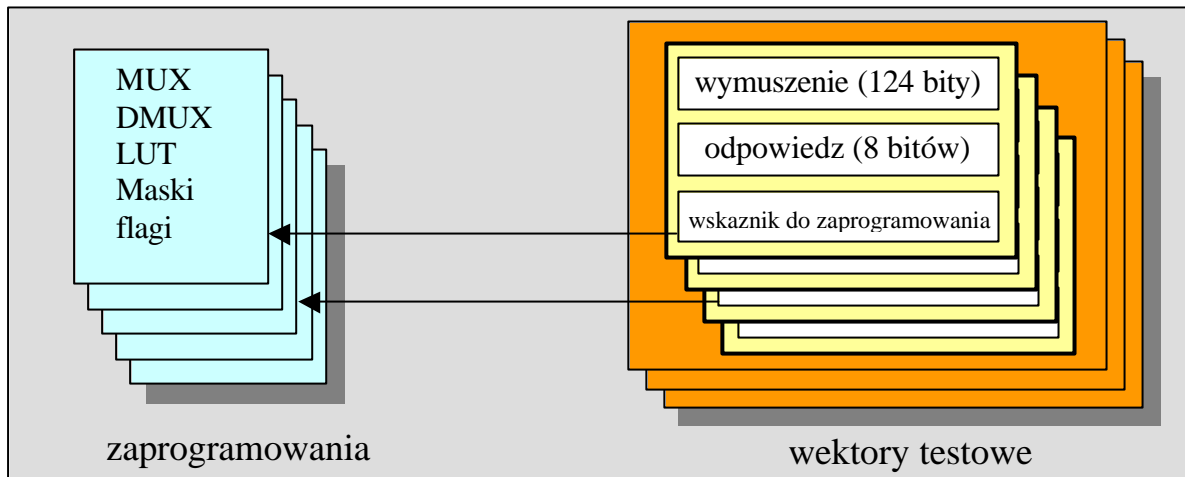 MUX
DMUX
LUT
Maski
flagi
wymuszenie (124 bity)
odpowiedz (8 bitów)
wskaznik do zaprogramowania
zaprogramowania
wektory testowe